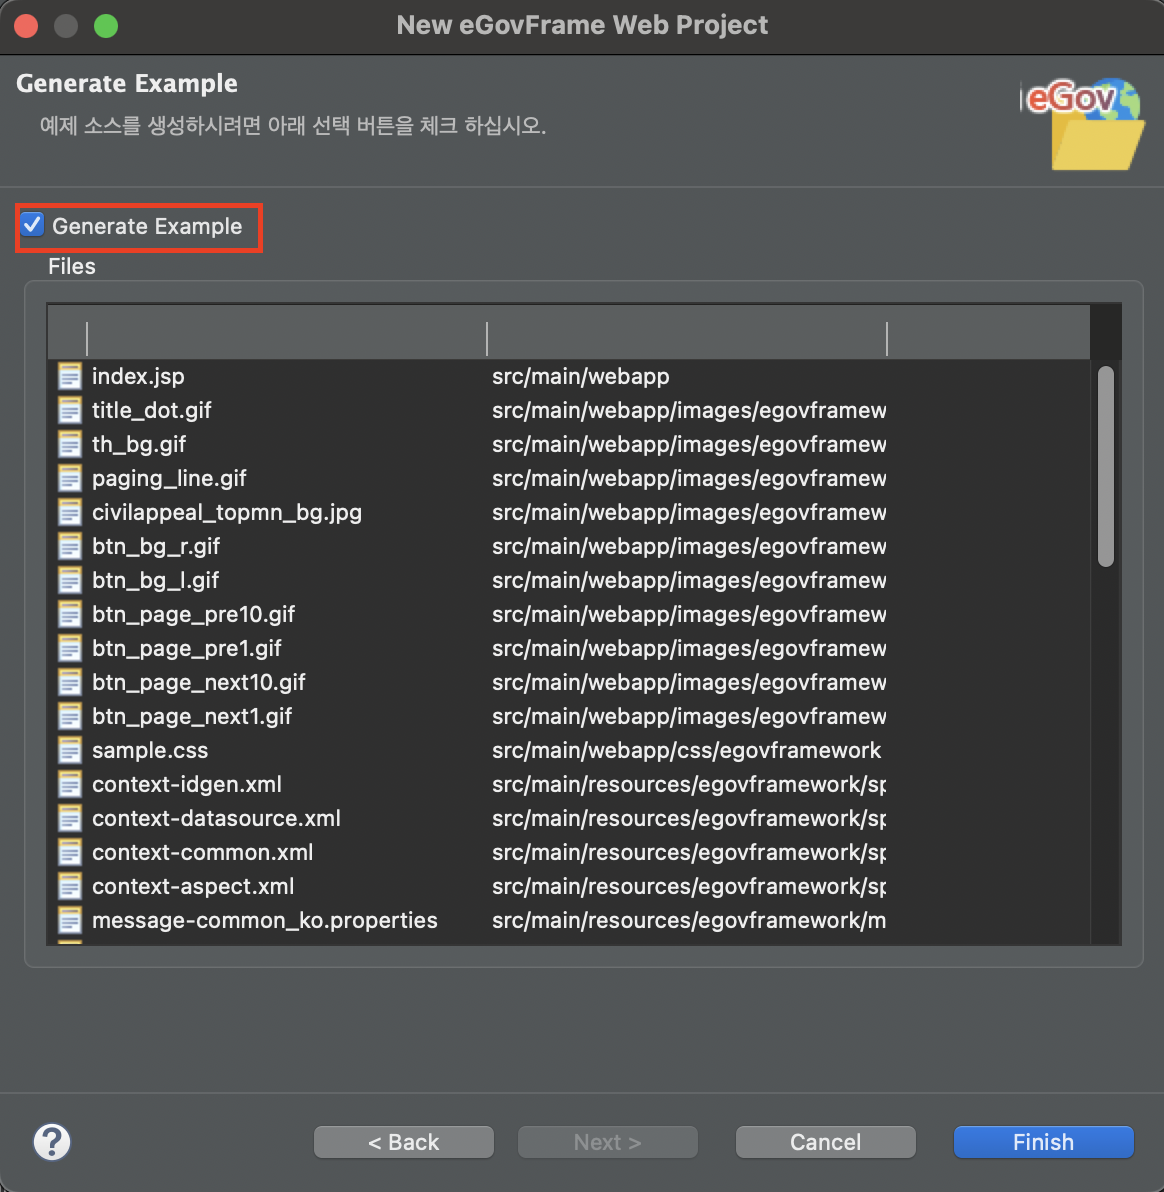 New eGovFrame Web Project
Generate Example
eGov
예제 소스를 생성하시려면 아래 선택 버튼을 체크 하십시오.
Generate Example
Files
index.jsp src/main/webapp
title_dot.gif src/main/webapp/images/egovframew
th_bg.gif src/main/webapp/images/egovframew
paging_line.gif src/main/webapp/images/egovframew
civilappeal_topmn_bg.jpg src/main/webapp/images/egovframew
btn_bg_r.gif src/main/webapp/images/egovframew
btn_bg_l.gif src/main/webapp/images/egovframew
btn_page_pre10.gif src/main/webapp/images/egovframew
btn_page_pre1.gif src/main/webapp/images/egovframew
btn_page_next10.gif src/main/webapp/images/egovframew
btn_page_next1.gif src/main/webapp/images/egovframew
sample.css src/main/webapp/css/egovframework
context-idgen.xml src/main/resources/egovframework/sp
context-datasource.xml src/main/resources/egovframework/sp
context-common.xml src/main/resources/egovframework/sp
context-aspect.xml src/main/resources/egovframework/sp
message-common_ko.properties src/main/resources/egovframework/m
? < Back Next > Cancel Finish